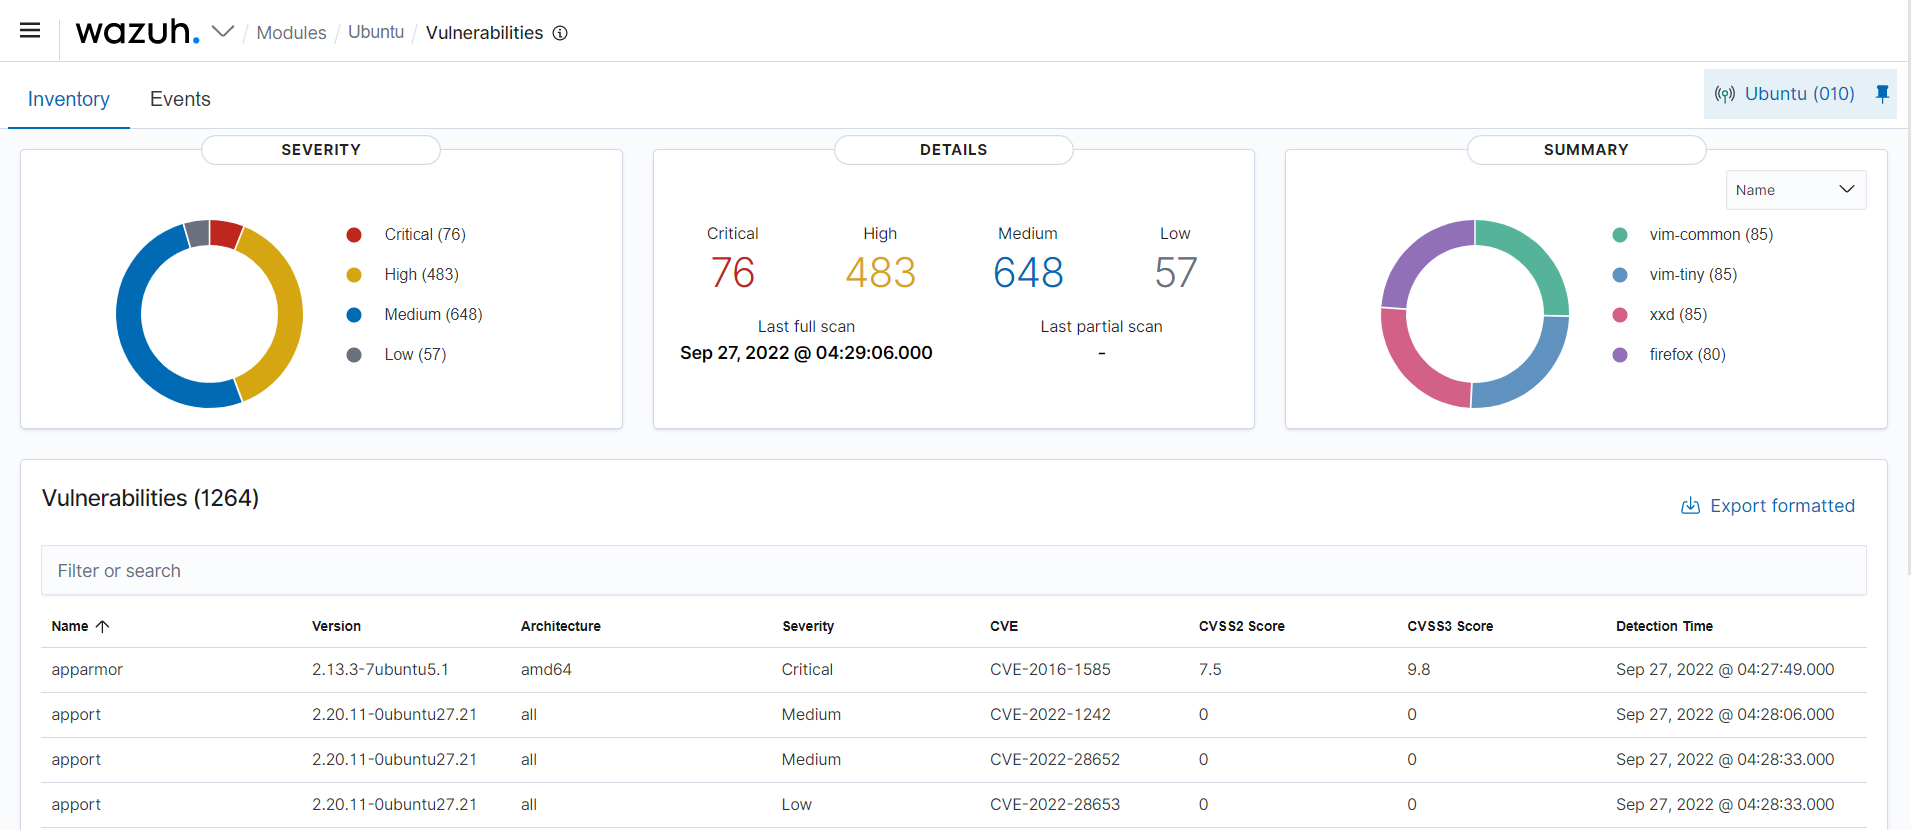 wazuh. / Modules / Ubuntu / Vulnerabilities
Inventory Events Ubuntu (010)
SEVERITY
Critical (76)
High (483)
Medium (648)
Low (57)
DETAILS
Critical High Medium Low
76 483 648 57
Last full scan Last partial scan
Sep 27, 2022 @ 04:29:06.000 -
SUMMARY
Name
vim-common (85)
vim-tiny (85)
xxd (85)
firefox (80)
Vulnerabilities (1264)
Export formatted
Filter or search
Name Version Architecture Severity CVE CVSS2 Score CVSS3 Score Detection Time
apparmor 2.13.3-7ubuntu5.1 amd64 Critical CVE-2016-1585 7.5 9.8 Sep 27, 2022 @ 04:27:49.000
apport 2.20.11-0ubuntu27.21 all Medium CVE-2022-1242 0 0 Sep 27, 2022 @ 04:28:06.000
apport 2.20.11-0ubuntu27.21 all Medium CVE-2022-28652 0 0 Sep 27, 2022 @ 04:28:33.000
apport 2.20.11-0ubuntu27.21 all Low CVE-2022-28653 0 0 Sep 27, 2022 @ 04:28:33.000